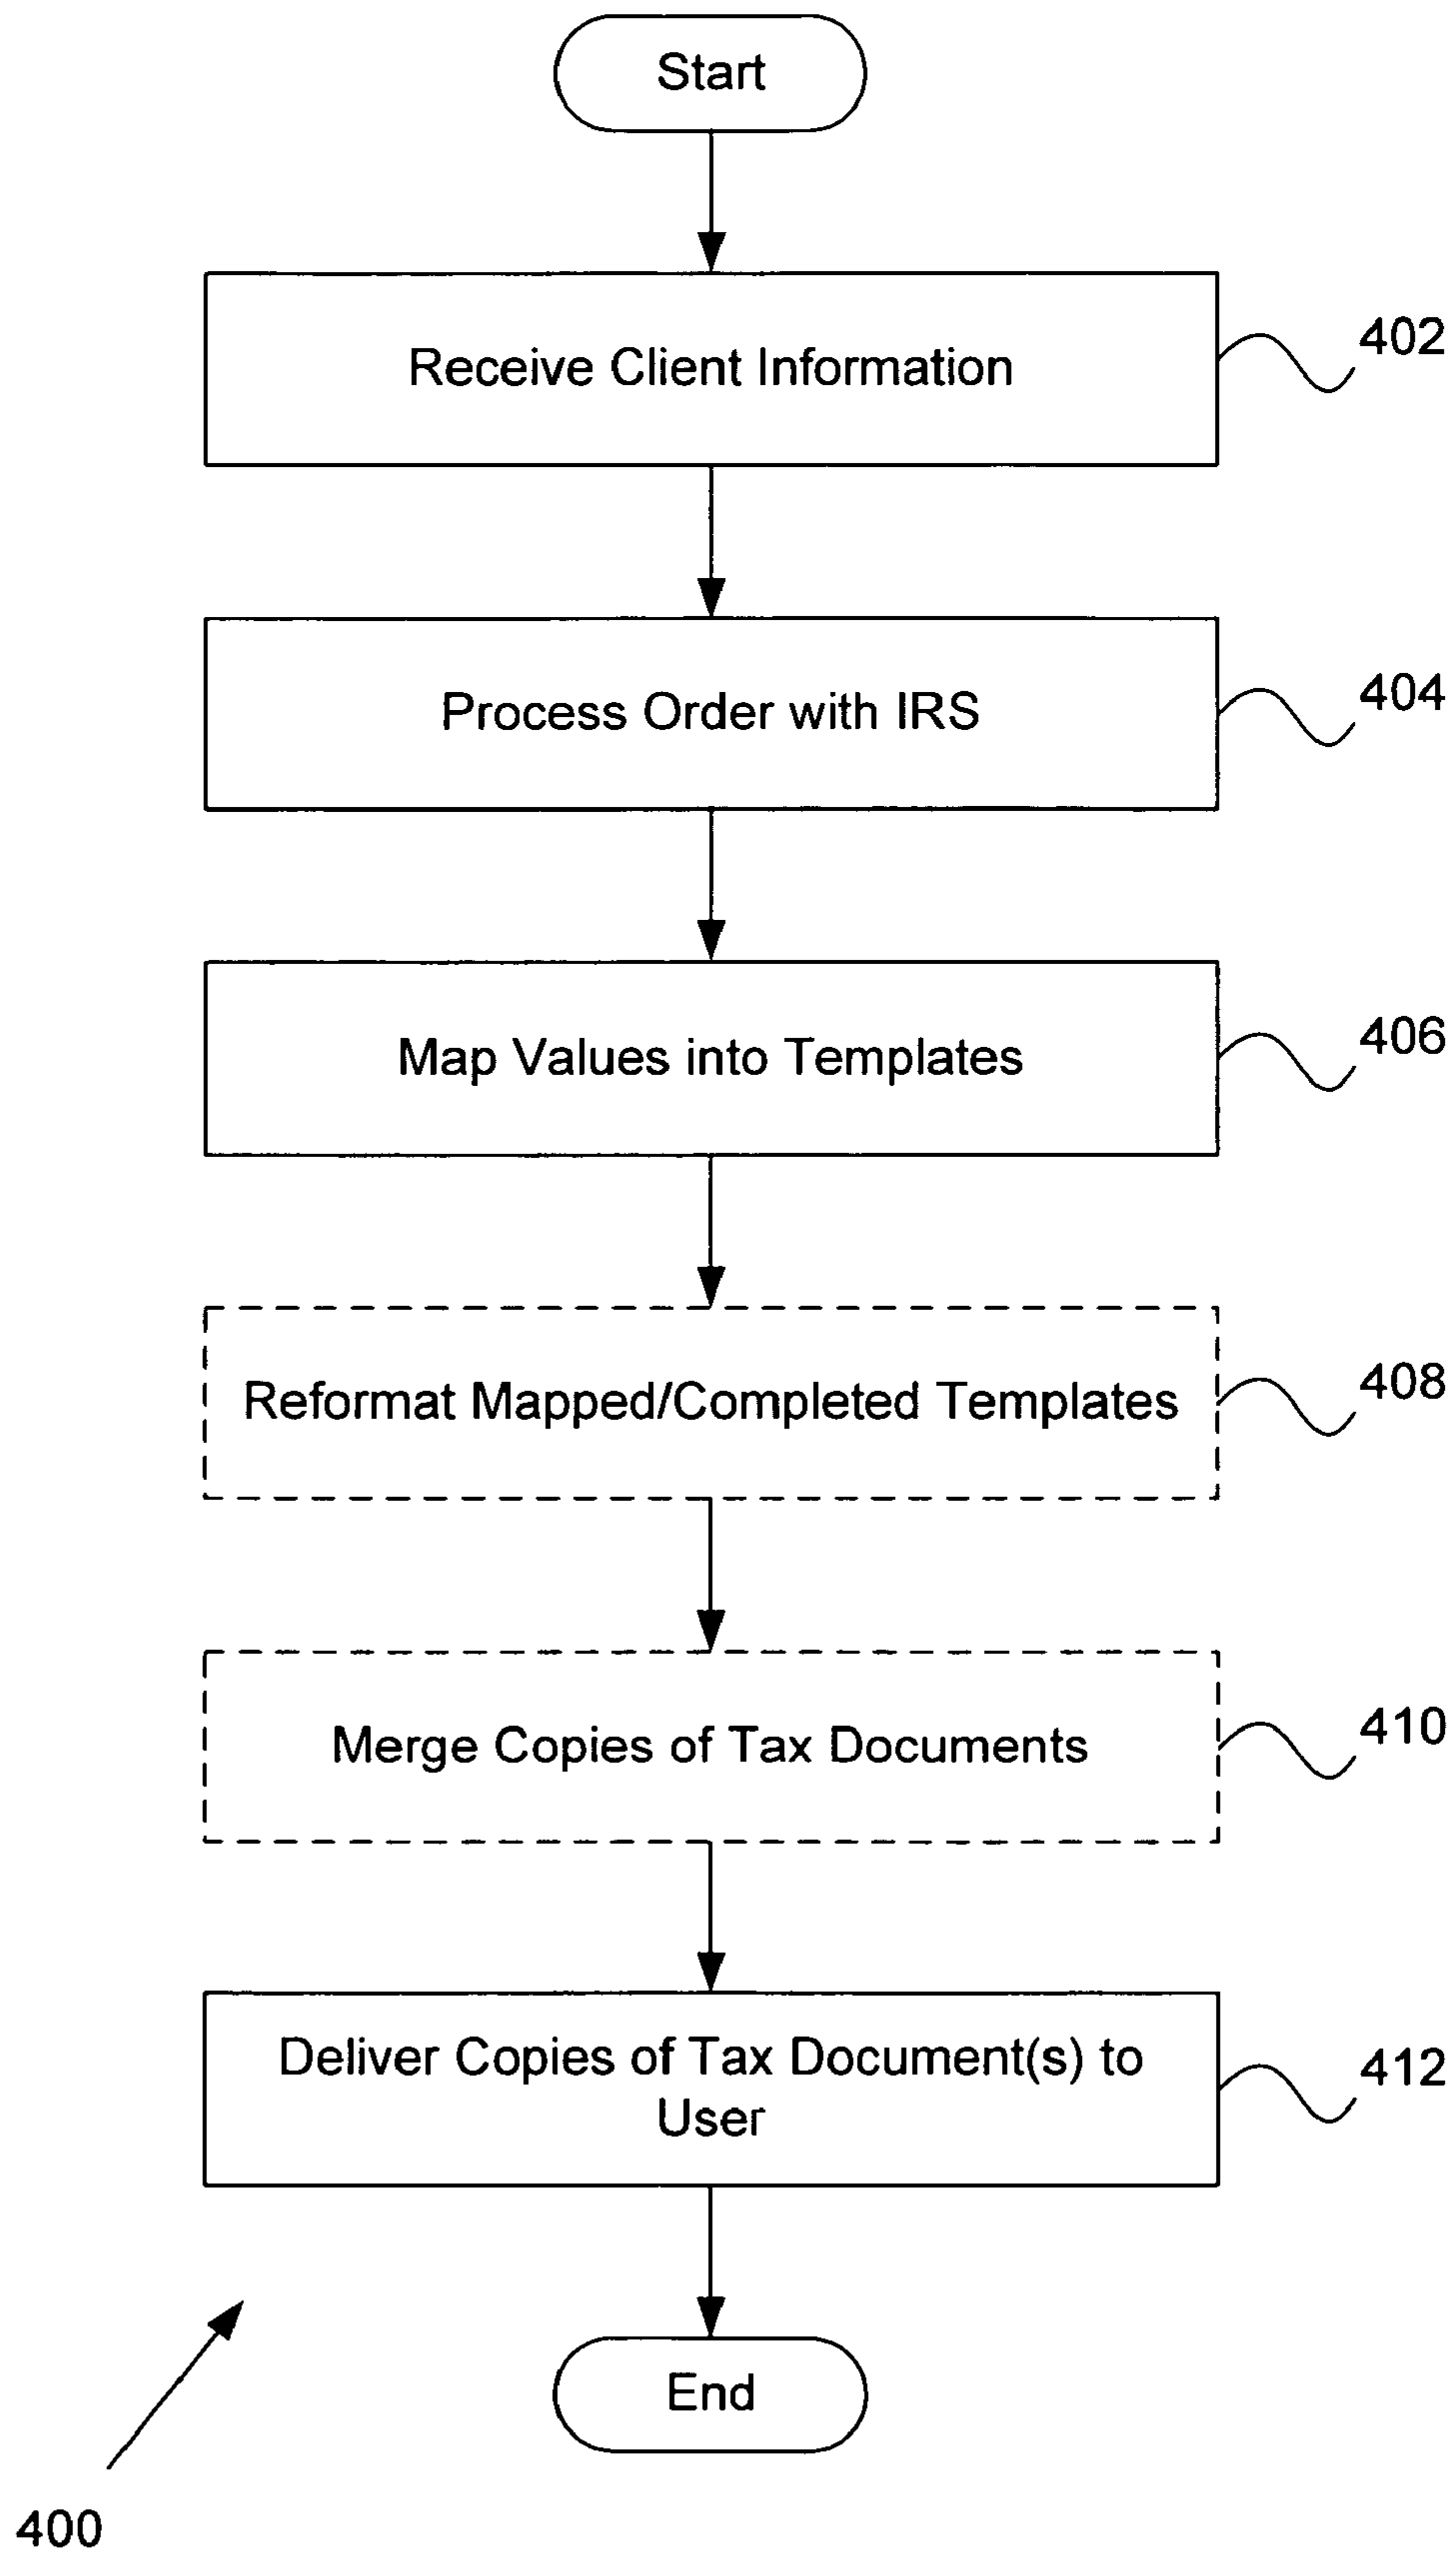 Start
Receive Client Information
402
Process Order with IRS
404
Map Values into Templates
406
Reformat Mapped/Completed Templates
408
Merge Copies of Tax Documents
410
Deliver Copies of Tax Document(s) to
User
412
End
400